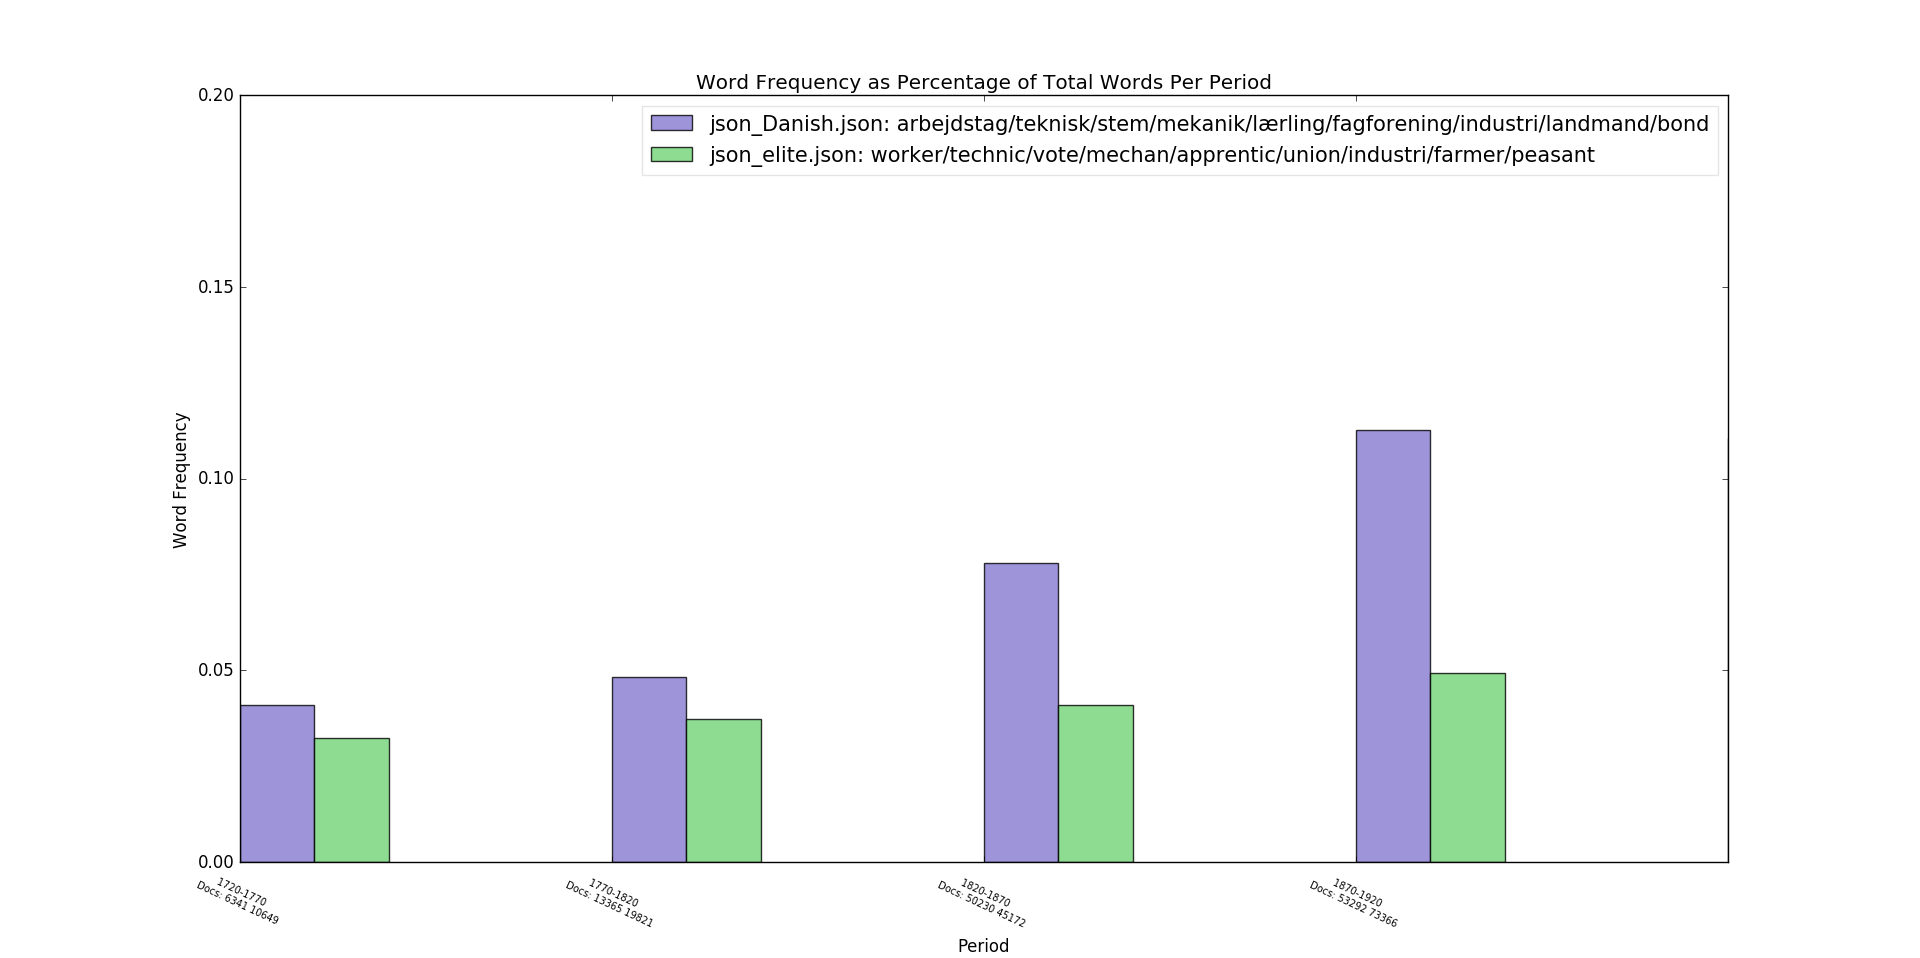 Word Frequency as Percentage of Total Words Per Period
json_Danish.json: arbejdstag/teknisk/stem/mekanik/lærling/fagforening/industri/landmand/bond
json_elite.json: worker/technic/vote/mechan/apprentic/union/industri/farmer/peasant
0.20
0.15
0.10
0.05
0.00
Word Frequency
1720-1770
Docs: 6341 10649
1770-1820
Docs: 13365 19821
1820-1870
Docs: 50230 45172
1870-1920
Docs: 53292 73366
Period